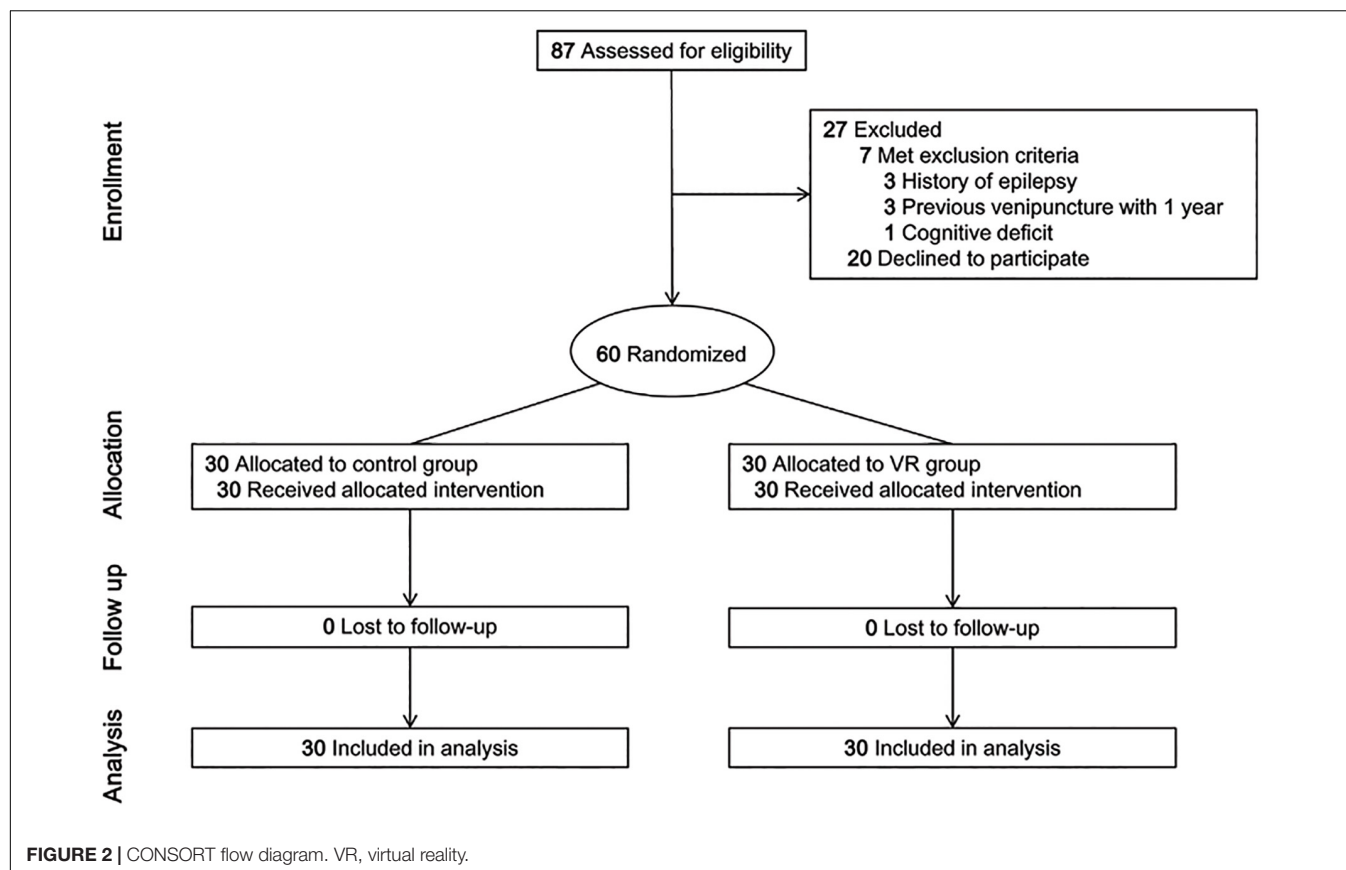 87 Assessed for eligibility
Enrollment
27 Excluded
7 Met exclusion criteria
3 History of epilepsy
3 Previous venipuncture with 1 year
1 Cognitive deficit
20 Declined to participate
60 Randomized
Allocation
30 Allocated to control group
30 Received allocated intervention
30 Allocated to VR group
30 Received allocated intervention
Follow up
0 Lost to follow-up
0 Lost to follow-up
Analysis
30 Included in analysis
30 Included in analysis
FIGURE 2 | CONSORT flow diagram. VR, virtual reality.